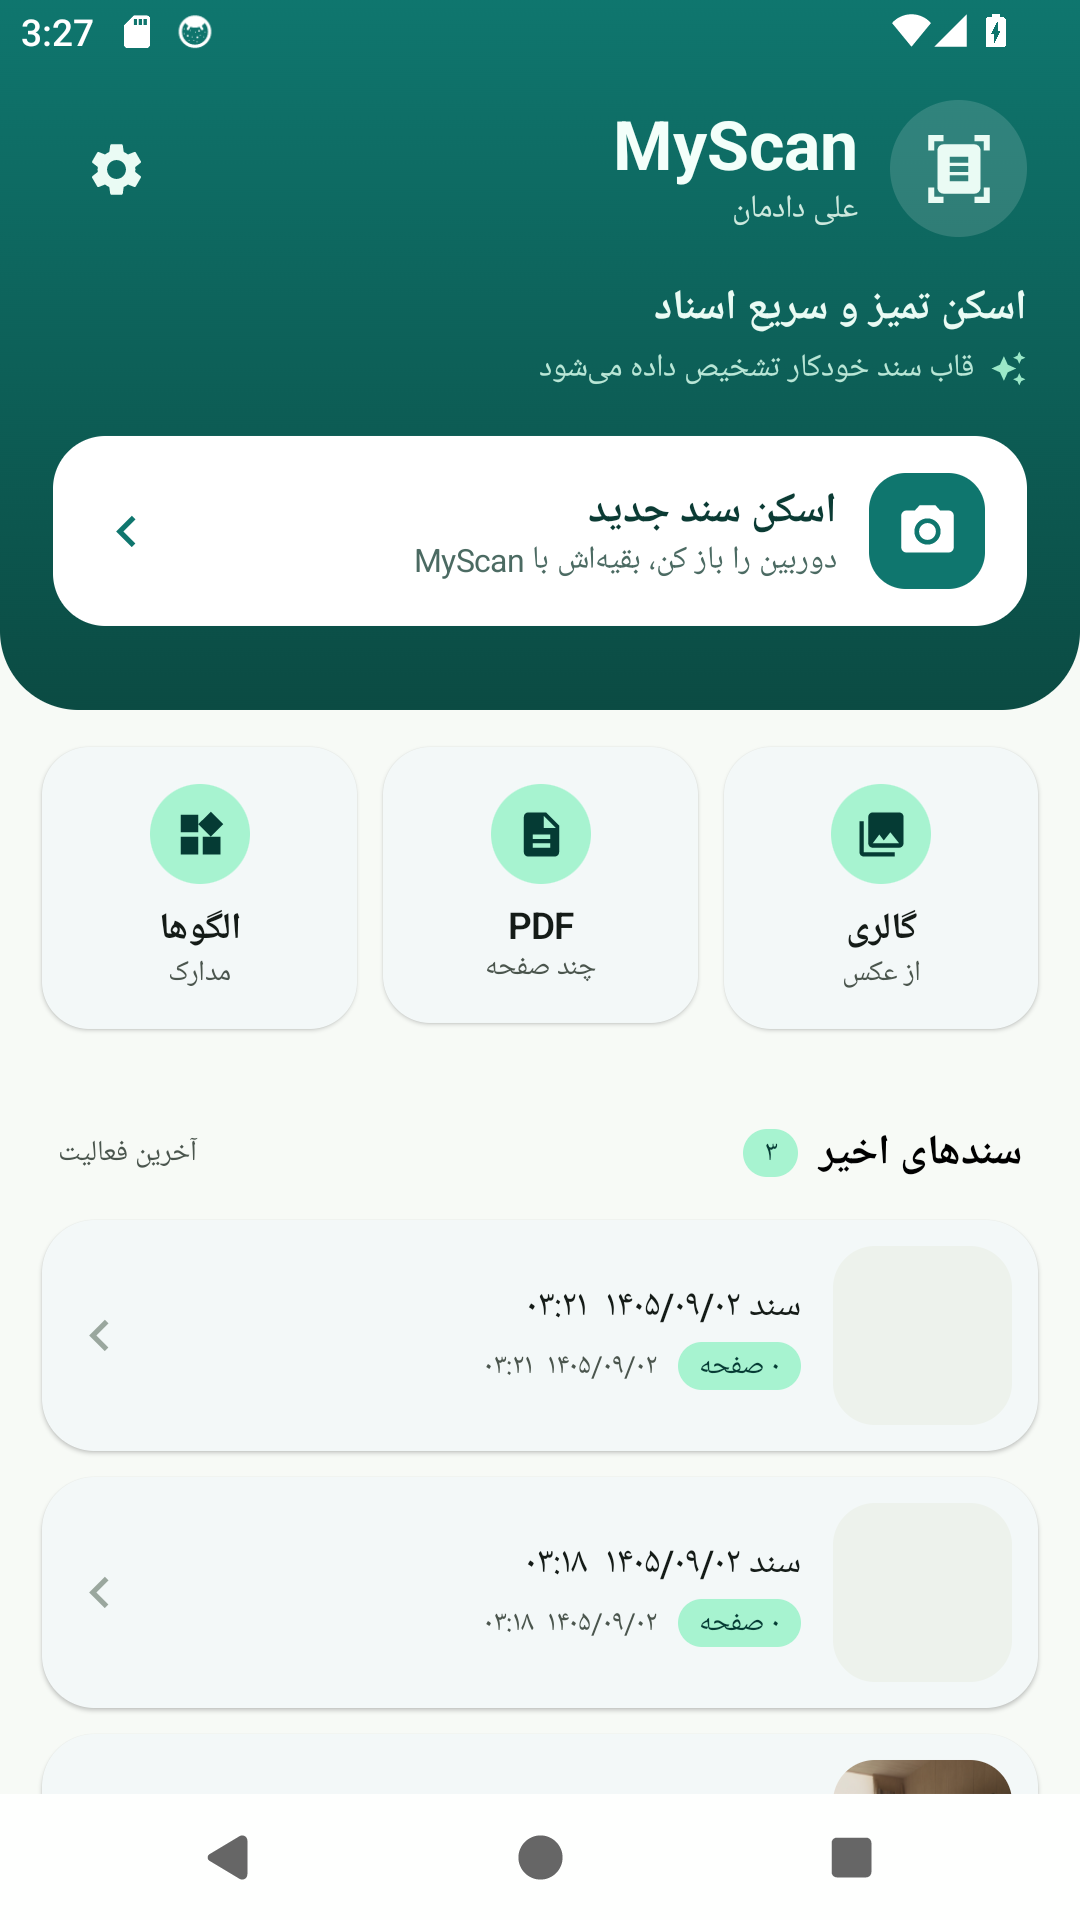 3:27
MyScan
علی دادمان
اسکن تمیز و سریع اسناد
قاب سند خودکار تشخیص داده می‌شود
اسکن سند جدید
دوربین را باز کن، بقیه‌اش با MyScan
گالری
از عکس
PDF
چند صفحه
الگوها
مدارک
سندهای اخیر
۳
آخرین فعالیت
سند ۱۴۰۵/۰۹/۰۲ ۰۳:۲۱
۰ صفحه
۱۴۰۵/۰۹/۰۲ ۰۳:۲۱
سند ۱۴۰۵/۰۹/۰۲ ۰۳:۱۸
۰ صفحه
۱۴۰۵/۰۹/۰۲ ۰۳:۱۸